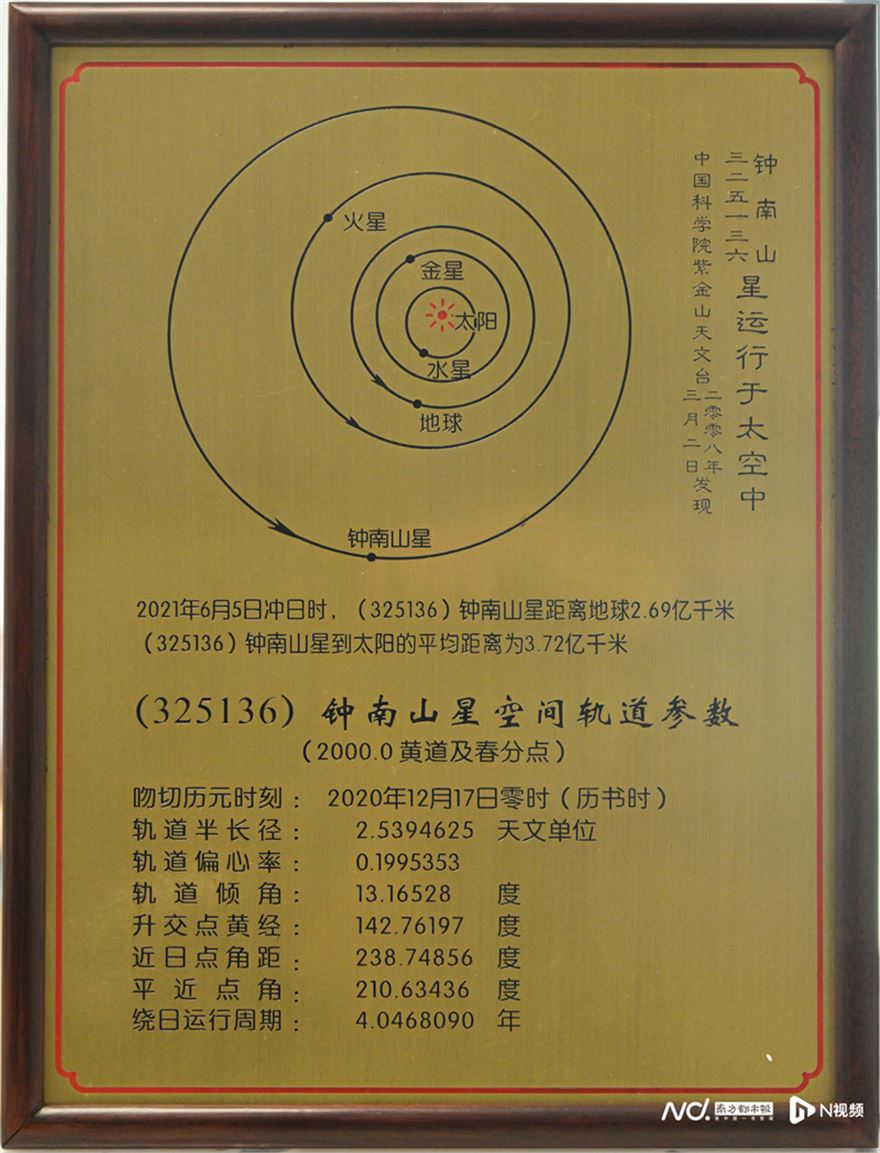 火星
金星
太阳
水星
地球
钟南山星
钟南山
三二五一三六
星运行于太空中
中国科学院紫金山天文台
二零零八年
三月二日
发现
2021年6月5日冲日时，（325136）钟南山星距离地球2.69亿千米
（325136）钟南山星到太阳的平均距离为3.72亿千米
（325136）钟南山星空间轨道参数
（2000.0 黄道及春分点）
吻切历元时刻： 2020年12月17日零时（历书时）
轨道半长径： 2.5394625 天文单位
轨道偏心率： 0.1995353
轨道倾角： 13.16528 度
升交点黄经： 142.76197 度
近日点角距： 238.74856 度
平近点角： 210.63436 度
绕日运行周期： 4.0468090 年
南方都市報
N视频